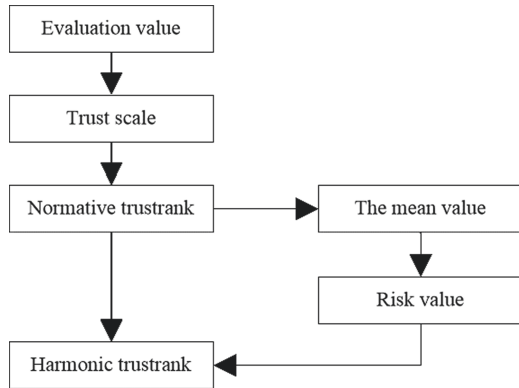 Evaluation value
Trust scale
Normative trustrank
The mean value
Risk value
Harmonic trustrank